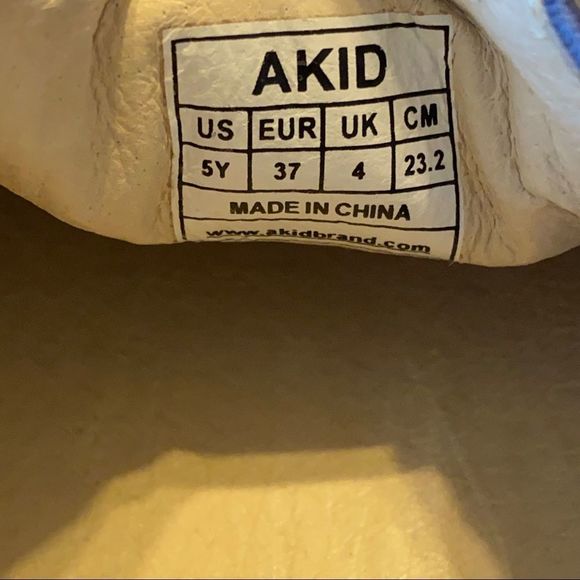 AKID
US EUR UK CM
5Y 37 4 23.2
MADE IN CHINA
www.akidbrand.com